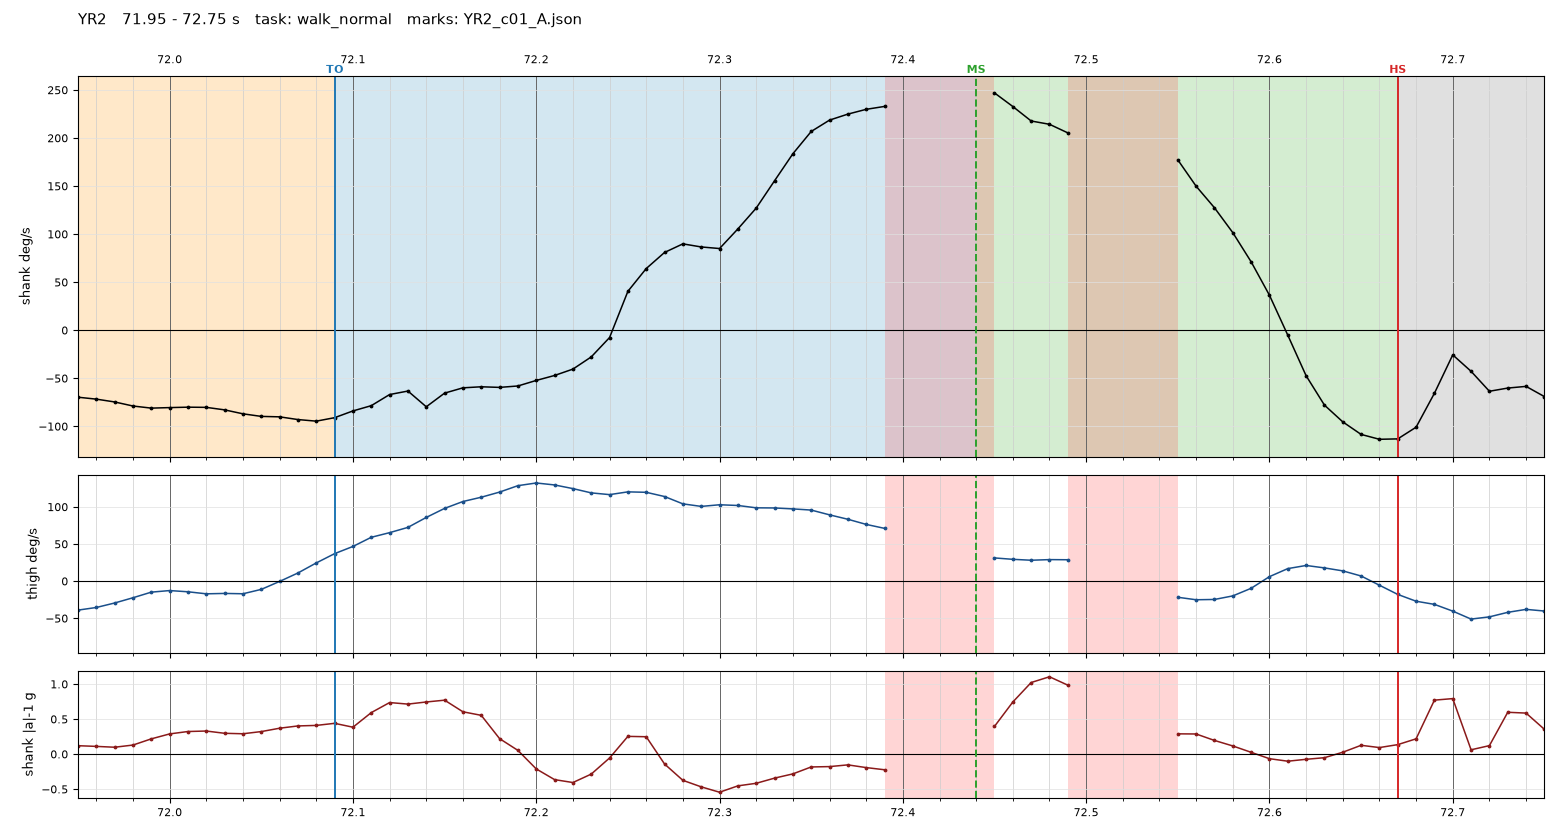 YR2   71.95 - 72.75 s   task: walk_normal   marks: YR2_c01_A.json
72.0 72.1 72.2 72.3 72.4 72.5 72.6 72.7
TO MS HS
shank deg/s
250
200
150
100
50
0
−50
−100
thigh deg/s
100
50
0
−50
shank |a|-1 g
1.0
0.5
0.0
−0.5
72.0 72.1 72.2 72.3 72.4 72.5 72.6 72.7